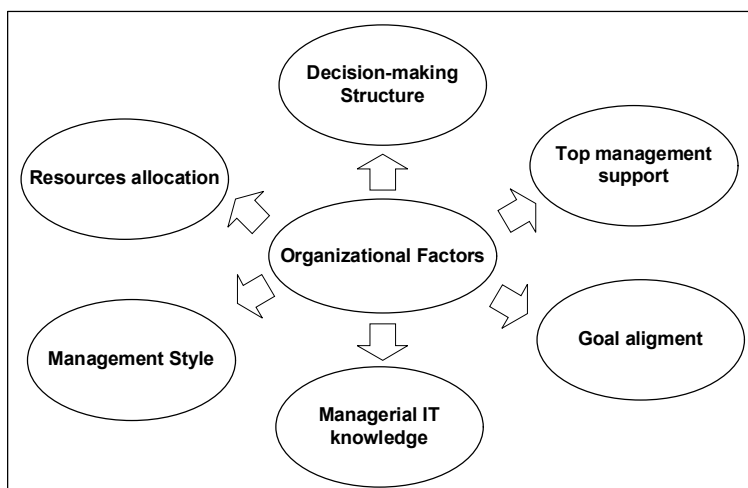 Decision-making
Structure
Top management
support
Resources allocation
Organizational Factors
Goal aligment
Management Style
Managerial IT
knowledge